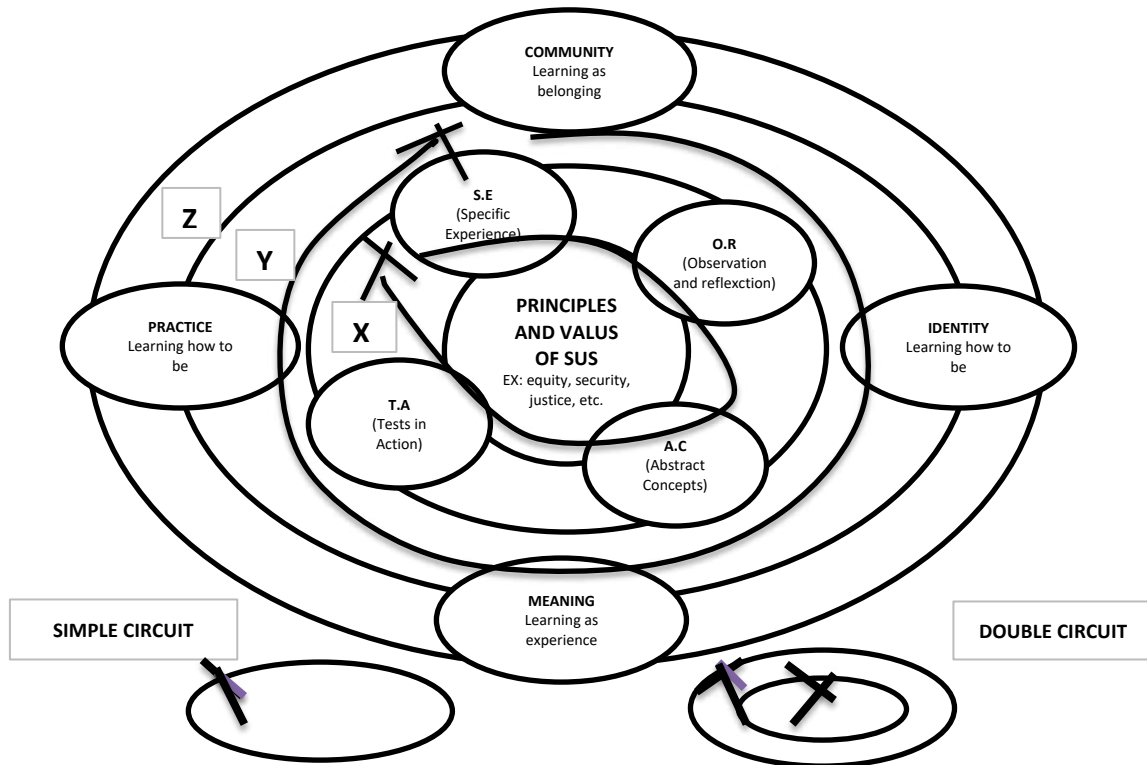 COMMUNITY
Learning as
belonging
S.E
(Specific
Experience)
Z
O.R
(Observation
and reflexction)
Y
PRINCIPLES
AND VALUS
OF SUS
EX: equity, security,
justice, etc.
X
PRACTICE
Learning how to
be
IDENTITY
Learning how to
be
T.A
(Tests in
Action)
A.C
(Abstract
Concepts)
MEANING
Learning as
experience
SIMPLE CIRCUIT
DOUBLE CIRCUIT